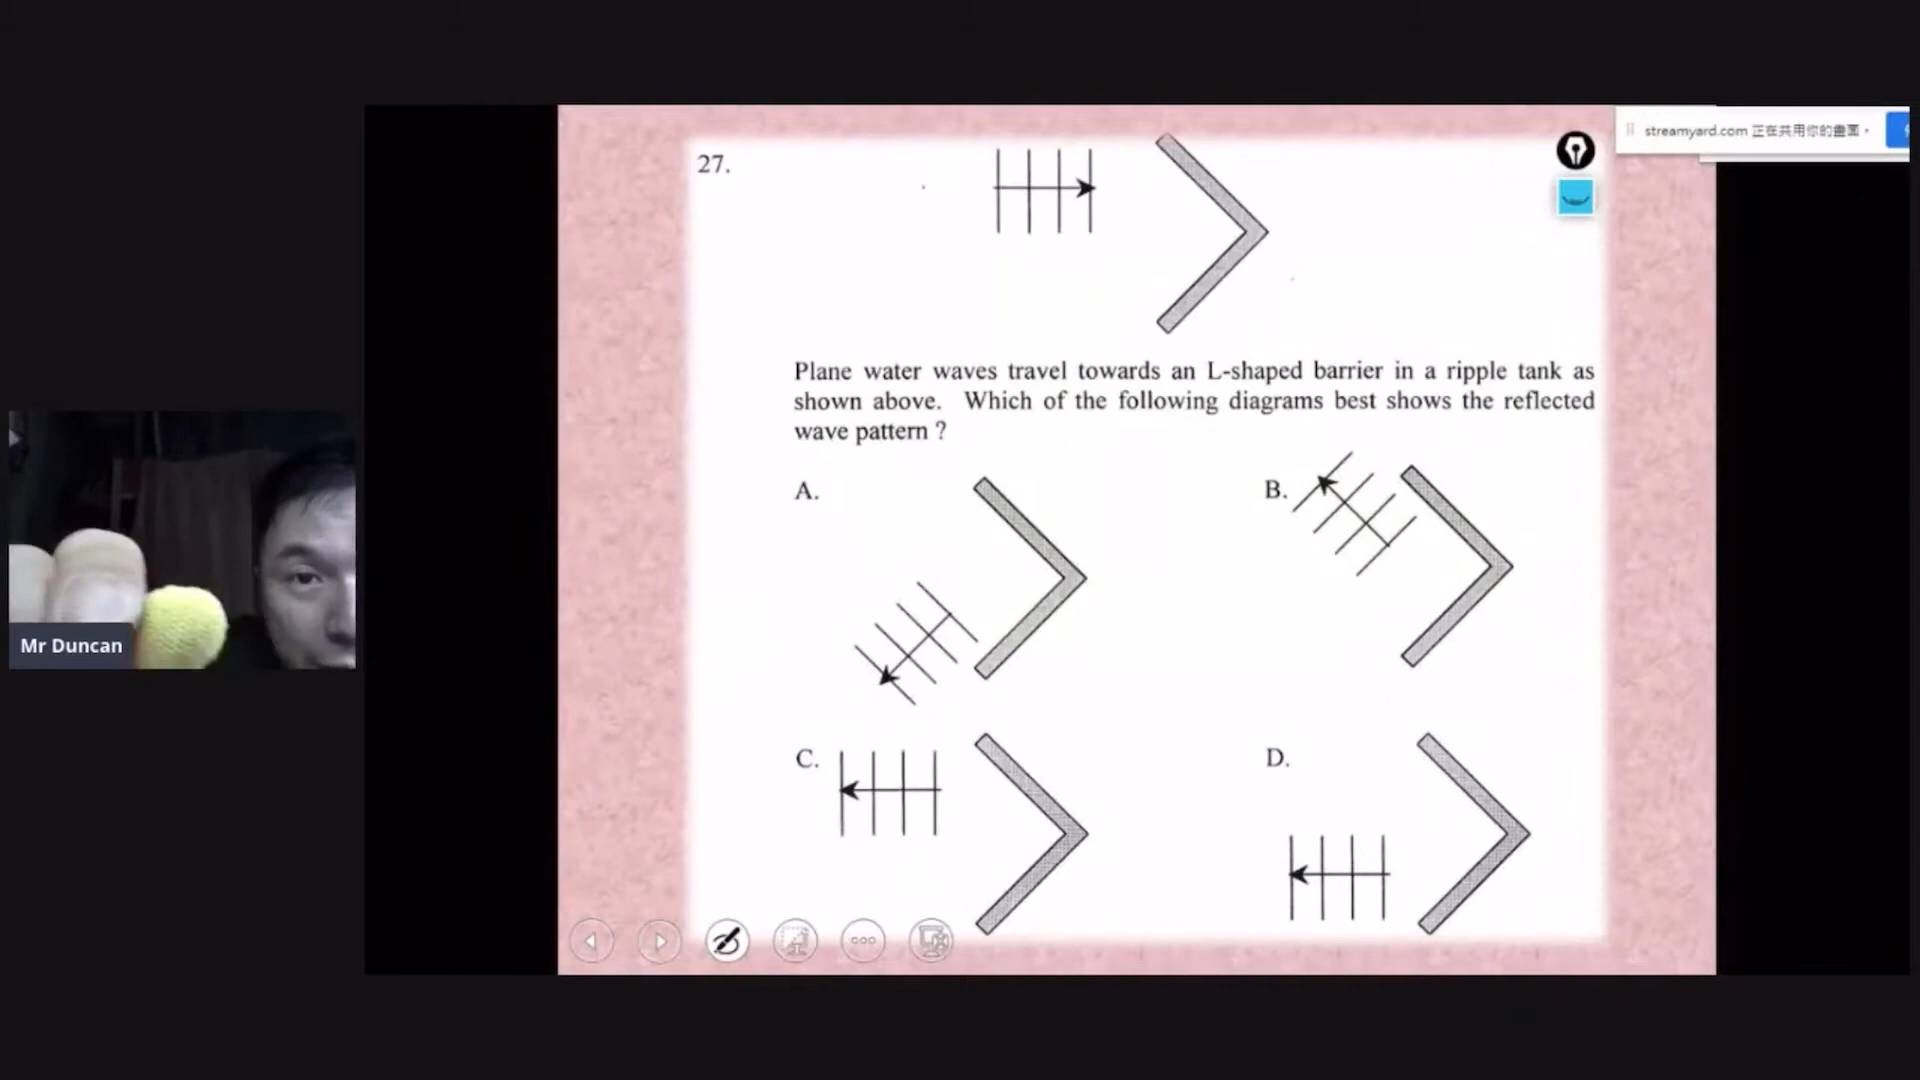 streamyard.com 正在共用你的畫面。
27.
Plane water waves travel towards an L-shaped barrier in a ripple tank as
shown above. Which of the following diagrams best shows the reflected
wave pattern ?
A.
B.
Mr Duncan
C.
D.